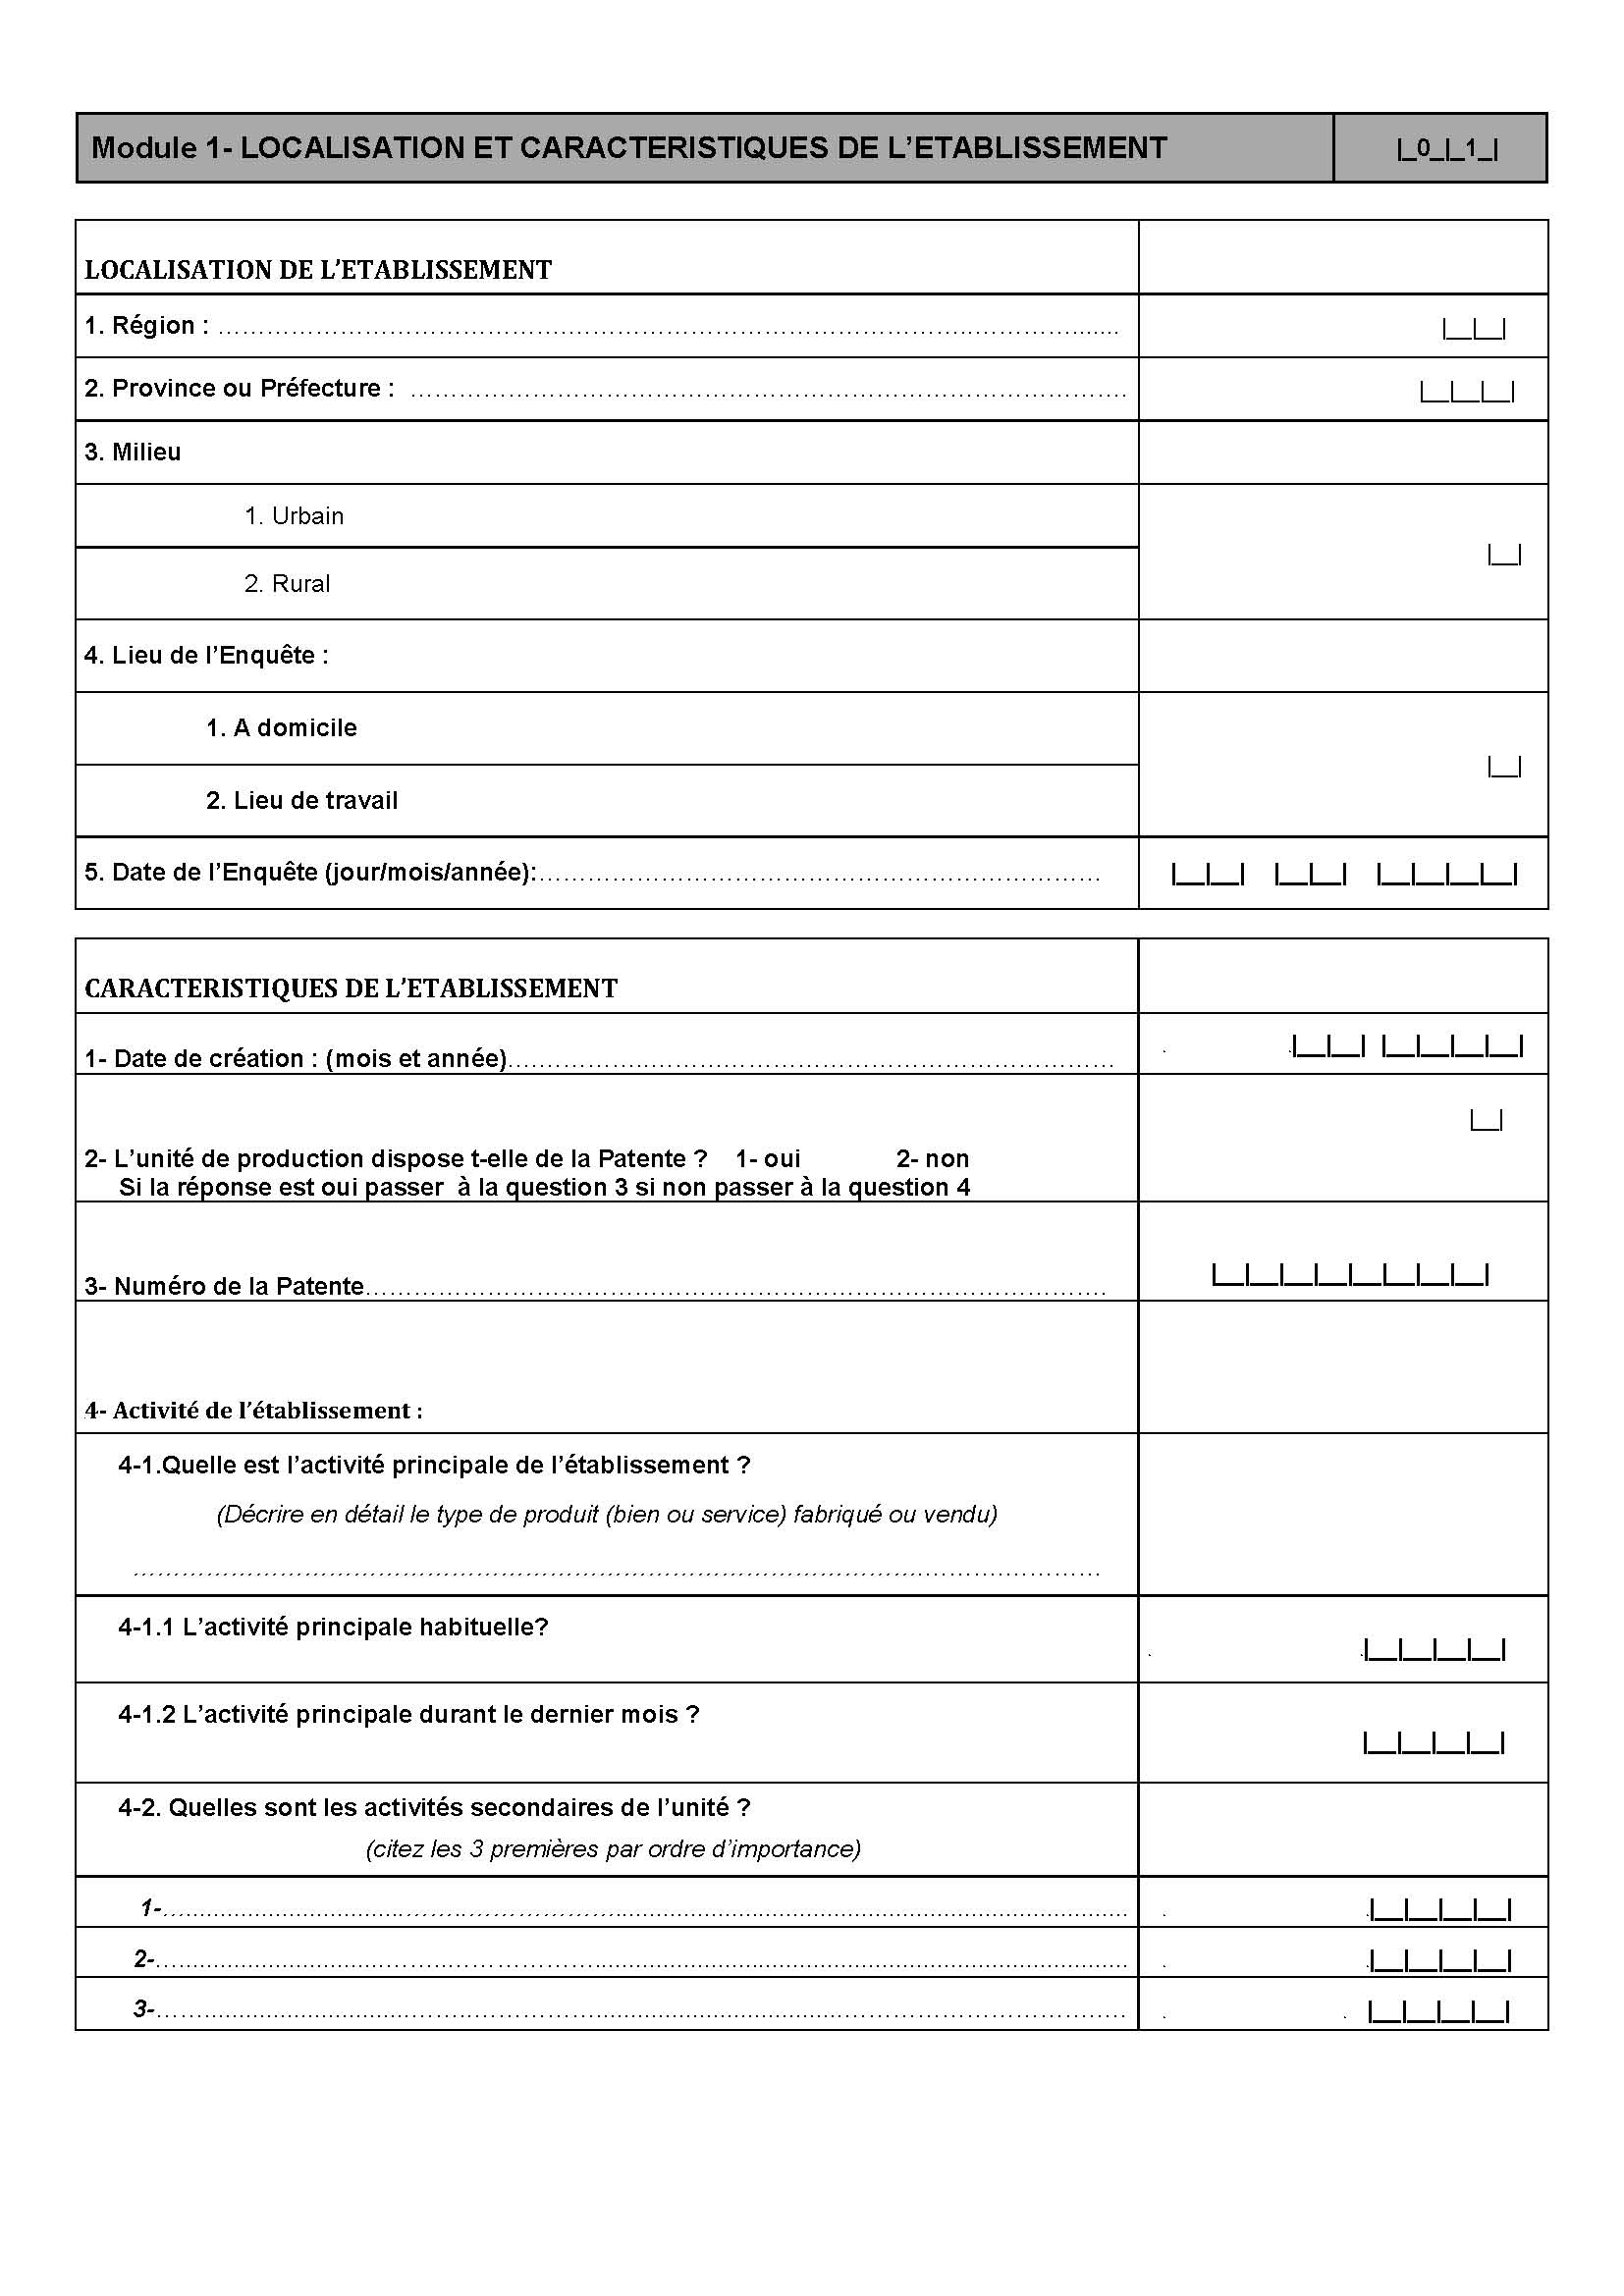 Module 1- LOCALISATION ET CARACTERISTIQUES DE L’ETABLISSEMENT |_0_|_1_|
LOCALISATION DE L’ETABLISSEMENT
1. Région : ………………………………………………………………………………………………...... |__|__|
2. Province ou Préfecture : ……………………………………………………………………………. |__|__|__|
3. Milieu
1. Urbain
|__|
2. Rural
4. Lieu de l’Enquête :
1. A domicile
|__|
2. Lieu de travail
5. Date de l’Enquête (jour/mois/année):…………………………………………………………… |__|__| |__|__| |__|__|__|__|
CARACTERISTIQUES DE L’ETABLISSEMENT
1- Date de création : (mois et année)………………………………………………………………… |__|__| |__|__|__|__|
|__|
2- L’unité de production dispose t-elle de la Patente ? 1- oui 2- non
Si la réponse est oui passer à la question 3 si non passer à la question 4
3- Numéro de la Patente……………………………………………………………………………… |__|__|__|__|__|__|__|__|
4- Activité de l’établissement :
4-1.Quelle est l’activité principale de l’établissement ?
(Décrire en détail le type de produit (bien ou service) fabriqué ou vendu)
…………………………………………………………………………………………………………
4-1.1 L’activité principale habituelle?
|__|__|__|__|
4-1.2 L’activité principale durant le dernier mois ?
|__|__|__|__|
4-2. Quelles sont les activités secondaires de l’unité ?
(citez les 3 premières par ordre d’importance)
1-………………………………………………………………………………………………… |__|__|__|__|
2-………………………………………………………………………………………………… |__|__|__|__|
3-………………………………………………………………………………………………… |__|__|__|__|